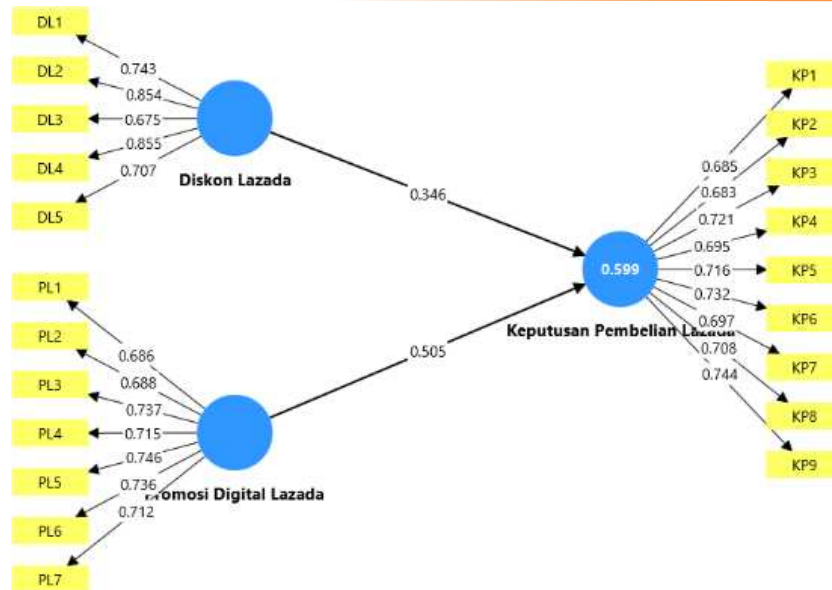 DL1
DL2
DL3
DL4
DL5
0.743
0.854
0.675
0.855
0.707
Diskon Lazada
0.346
PL1
PL2
PL3
PL4
PL5
PL6
PL7
0.686
0.688
0.737
0.715
0.746
0.736
0.712
Promosi Digital Lazada
0.505
0.599
Keputusan Pembelian Lazada
0.685
0.683
0.721
0.695
0.716
0.732
0.697
0.708
0.744
KP1
KP2
KP3
KP4
KP5
KP6
KP7
KP8
KP9